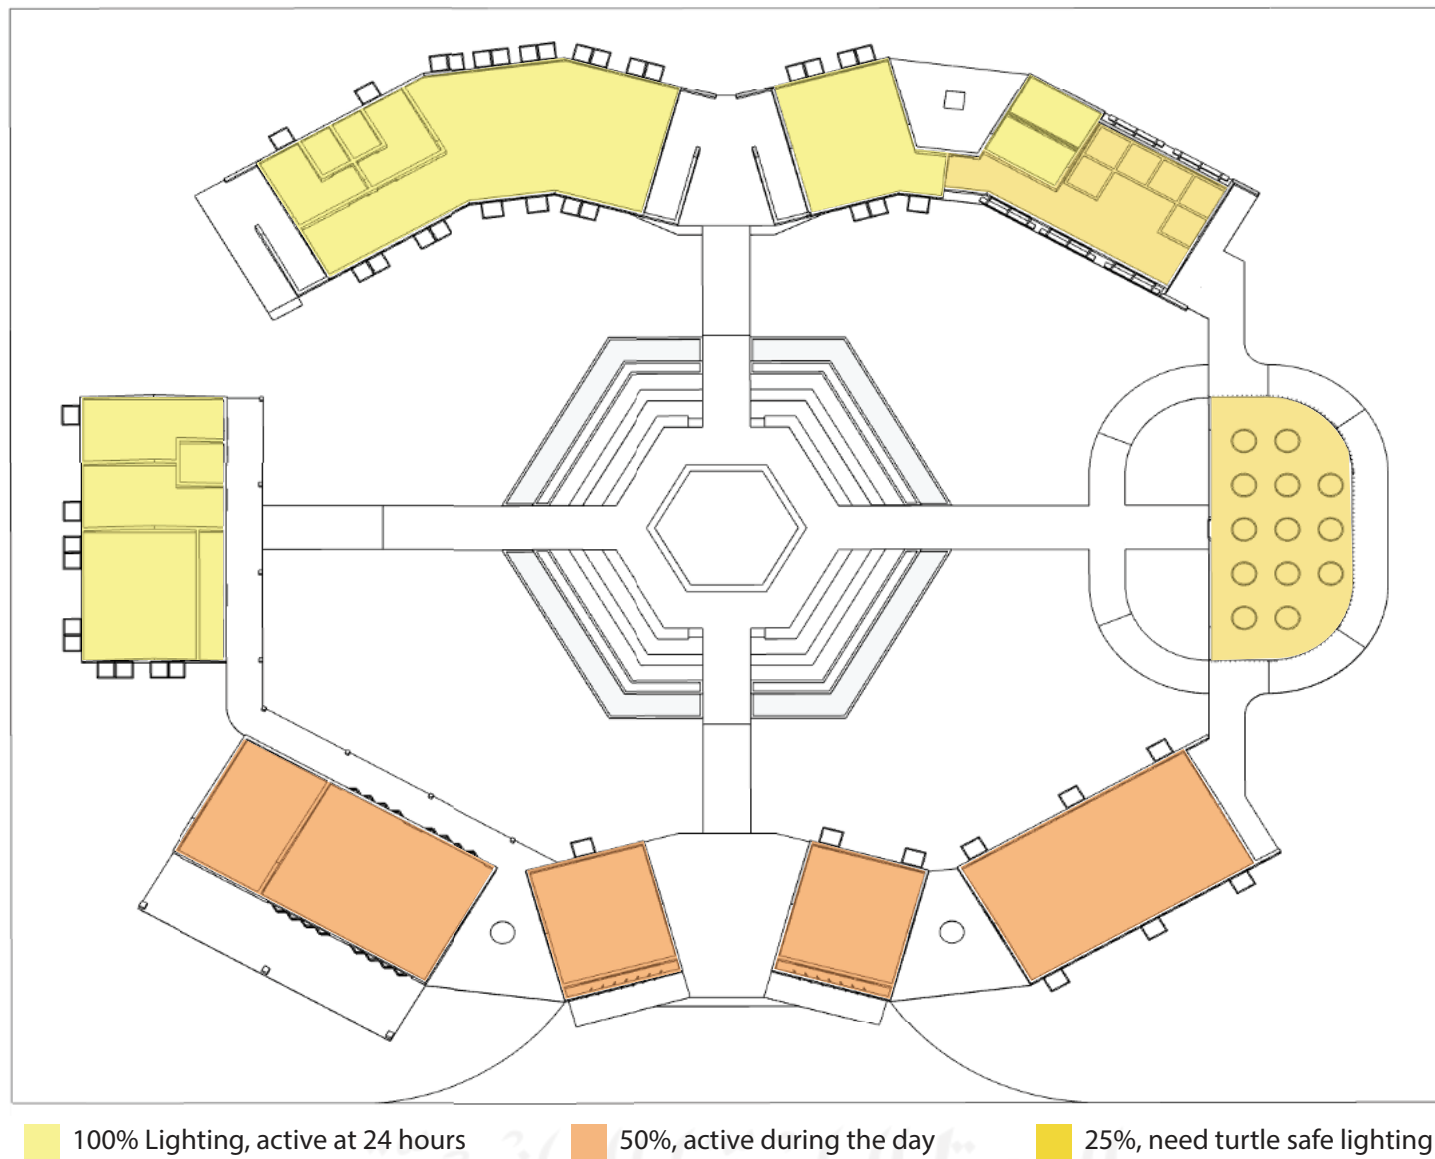 100% Lighting, active at 24 hours
50%, active during the day
25%, need turtle safe lighting